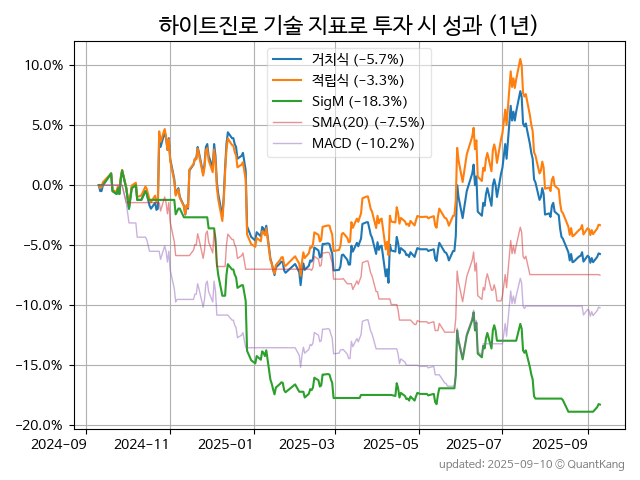 하이트진로 기술 지표로 투자 시 성과 (1년)
거치식 (−5.7%)
적립식 (−3.3%)
SigM (−18.3%)
SMA(20) (−7.5%)
MACD (−10.2%)
10.0%
5.0%
0.0%
−5.0%
−10.0%
−15.0%
−20.0%
2024−09 2024−11 2025−01 2025−03 2025−05 2025−07 2025−09
updated: 2025−09−10 © QuantKang